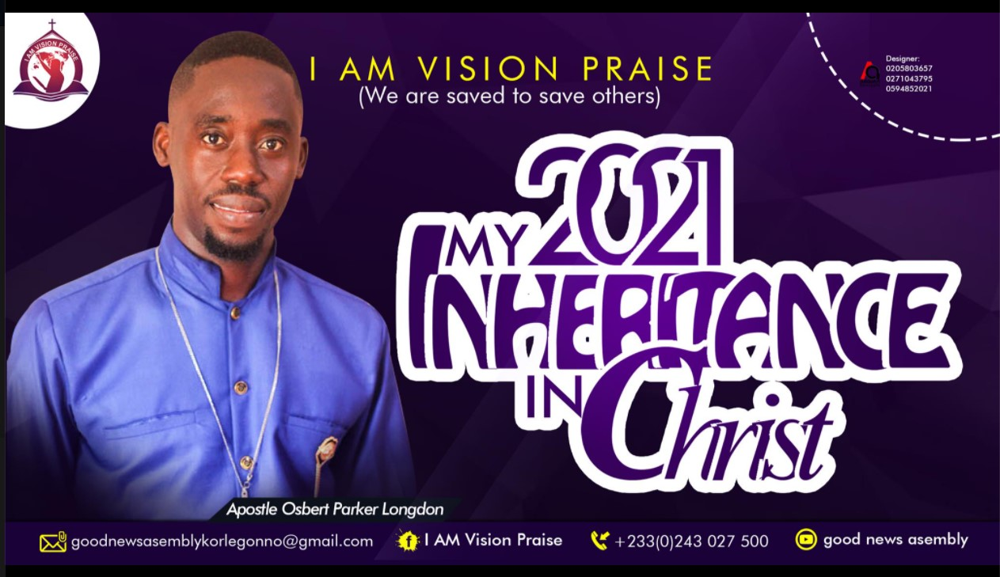 I AM VISION PRAISE
I AM VISION PRAISE
(We are saved to save others)
Designer:
0205803657
0271043795
0594852021
MY 2021
INHERITANCE
IN Christ
Apostle Osbert Parker Longdon
goodnewsasemblykorlegonno@gmail.com
I AM Vision Praise
+233(0)243 027 500
good news asembly